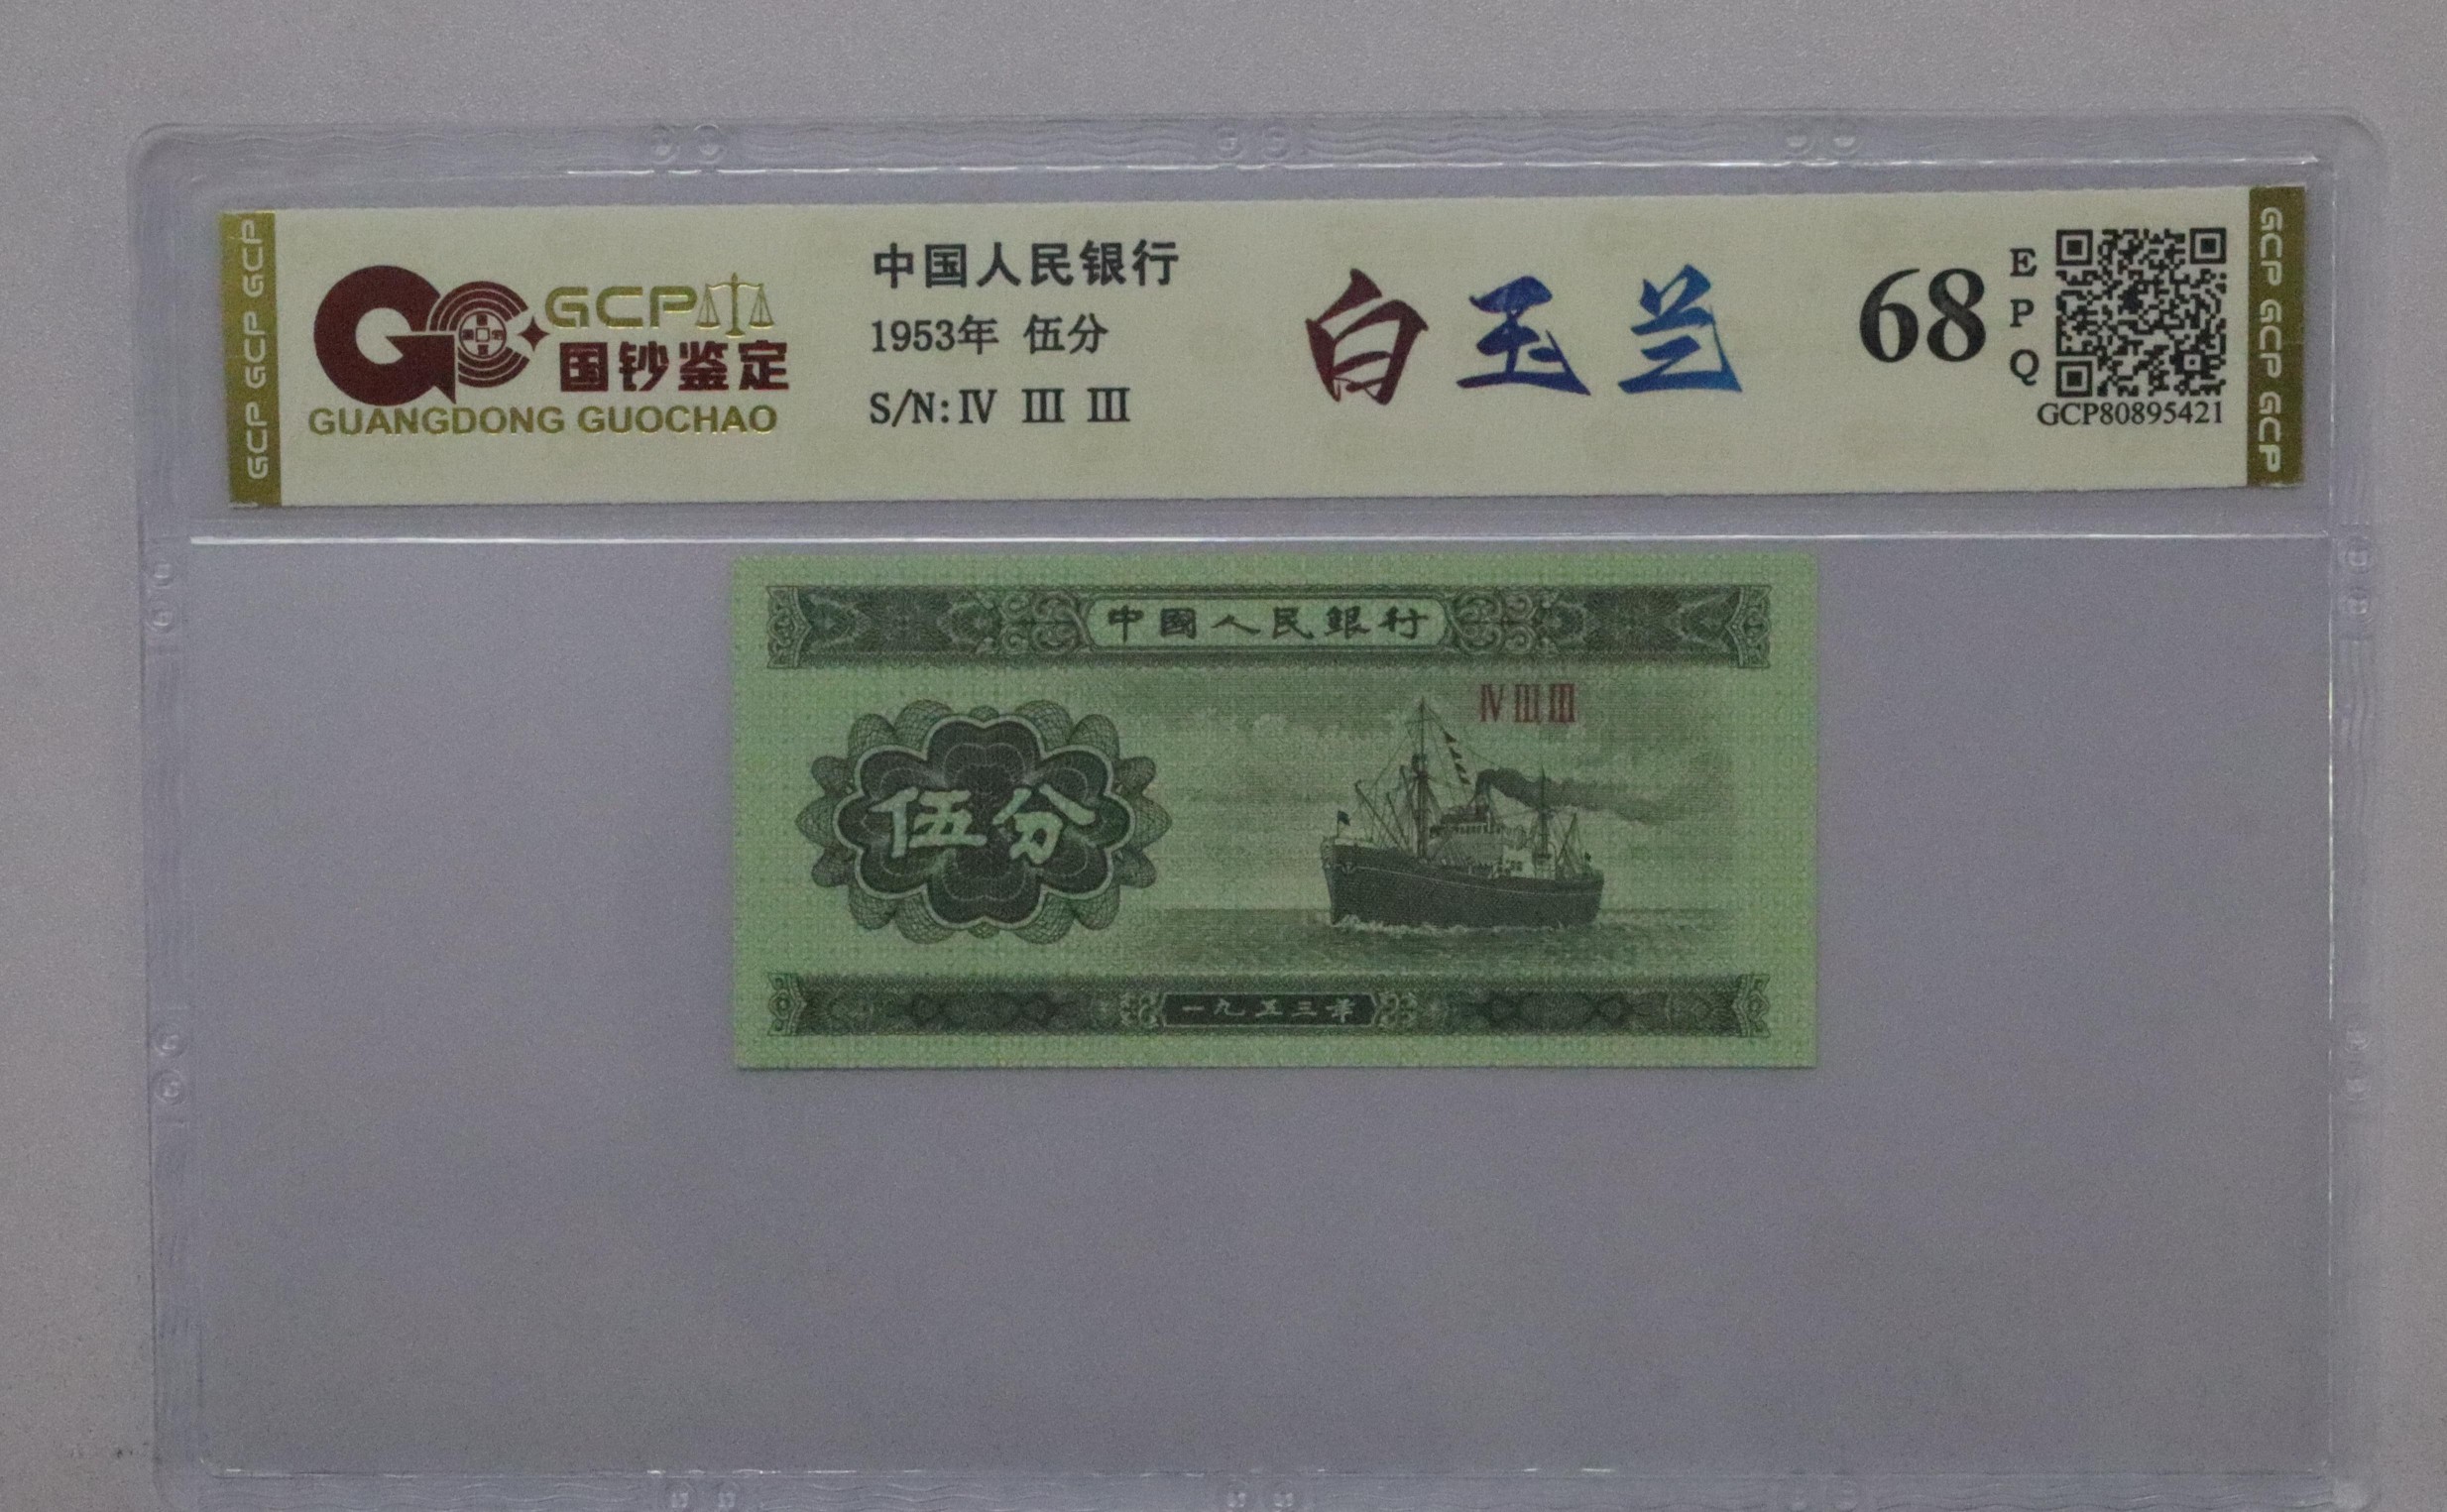 GCP GCP GCP
GCP
国钞鉴定
GUANGDONG GUOCHAO
中国人民银行
1953年 伍分
S/N: IV III III
白玉兰
68
EPQ
GCP80895421
GCP GCP GCP
中國人民銀行
IV III III
伍分
一九五三年